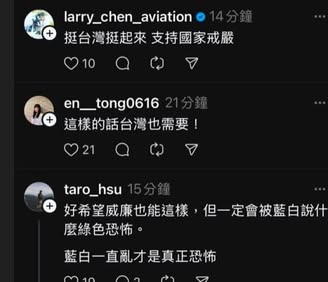 larry_chen_aviation 14分鐘
挺台灣挺起來 支持國家戒嚴
10
en__tong0616 21分鐘
這樣的話台灣也需要！
21
taro_hsu 15分鐘
好希望威廉也能這樣，但一定會被藍白說什
麼綠色恐怖。
藍白一直亂才是真正恐怖
19